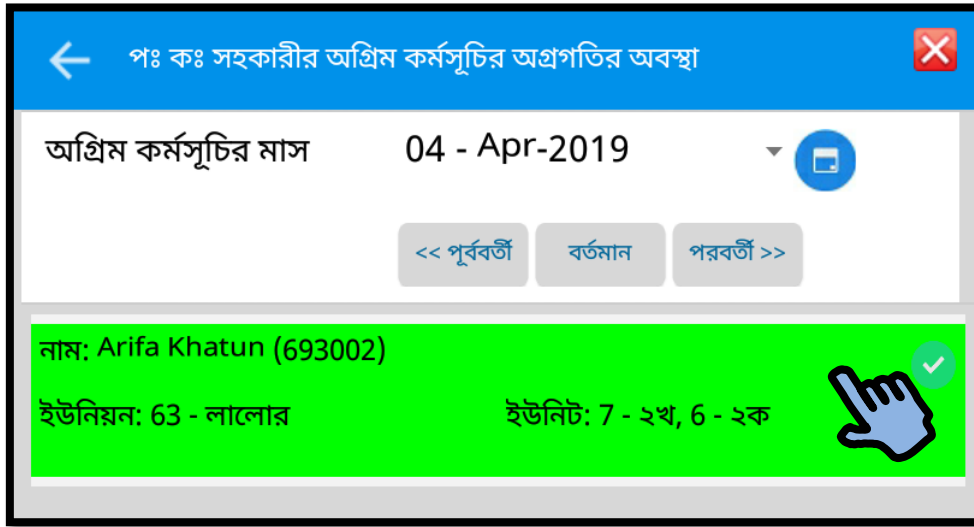 পঃ কঃ সহকারীর অগ্রিম কর্মসূচির অগ্রগতির অবস্থা
অগ্রিম কর্মসূচির মাস 04 - Apr-2019
<< পূর্ববর্তী বর্তমান পরবর্তী >>
নাম: Arifa Khatun (693002)
ইউনিয়ন: 63 - লালোর ইউনিট: 7 - ২খ, 6 - ২ক